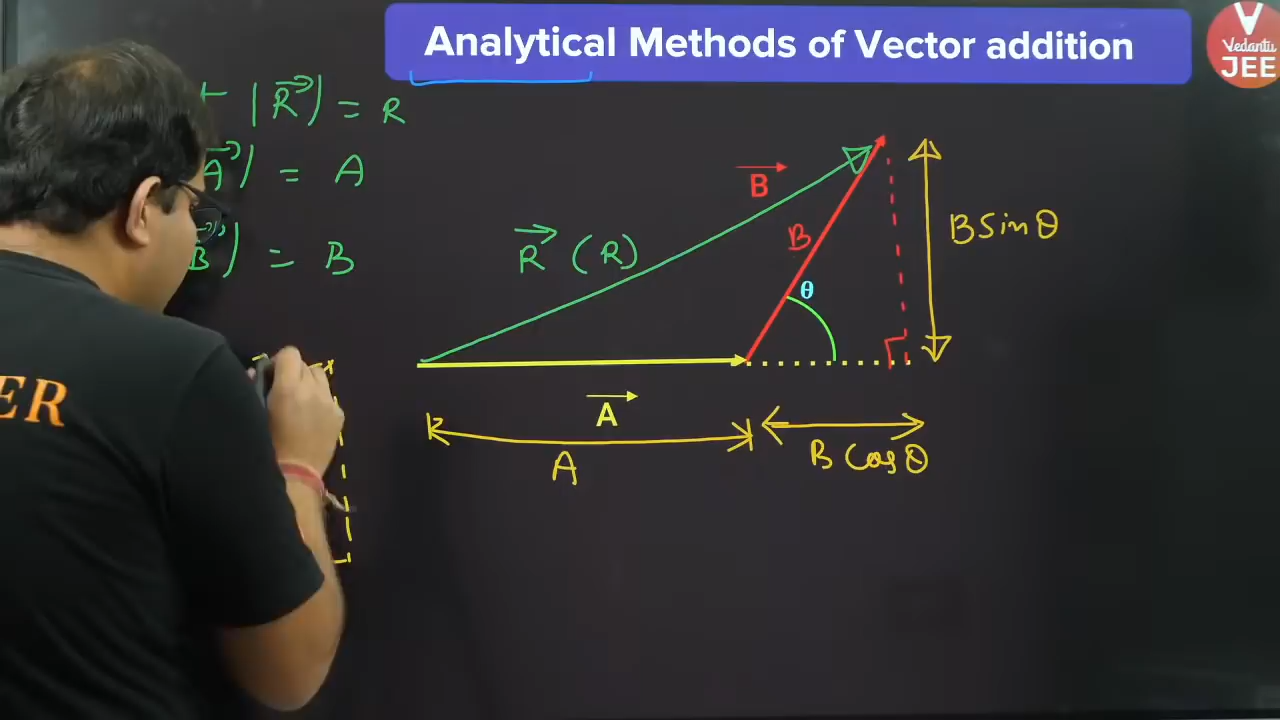 Analytical Methods of Vector addition
Vedantu
JEE
|R| = R
A| = A
B| = B
ER
R (R)
B
B
θ
B sin θ
A
A
B cos θ